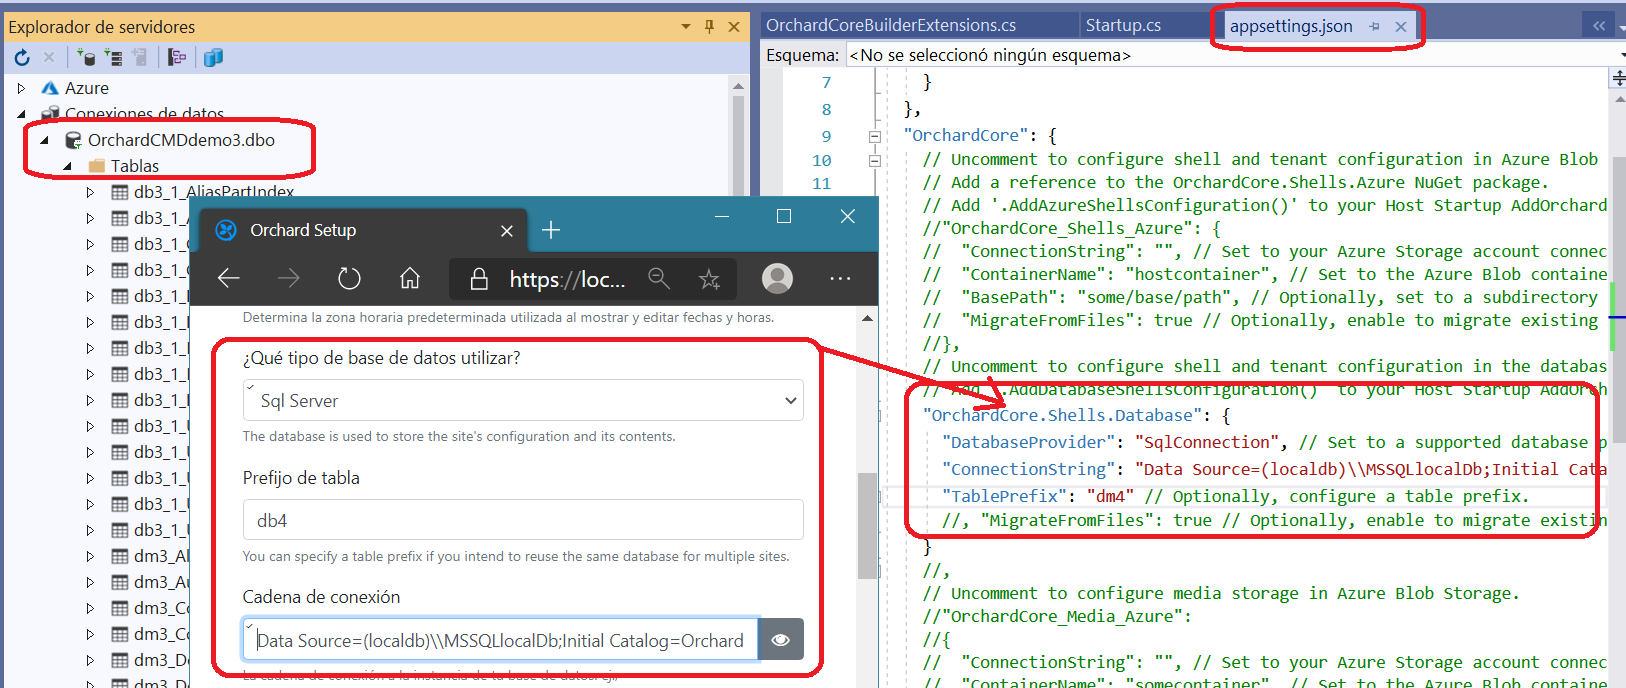 Explorador de servidores
Azure
Conexiones de datos
OrchardCMDdemo3.dbo
Tablas
db3_1_AliasPartIndex
db3_1_
db3_1_
db3_1_
db3_1_
db3_1_
db3_1_
db3_1_
db3_1_
db3_1_
db3_1_
db3_1_
db3_1_
db3_1_
dm3_Al
dm3_Au
dm3_Co
dm3_Co
dm3_De
dm3_De
Orchard Setup
https://loc...
Determina la zona horaria predeterminada utilizada al mostrar y editar fechas y horas.
¿Qué tipo de base de datos utilizar?
Sql Server
The database is used to store the site's configuration and its contents.
Prefijo de tabla
db4
You can specify a table prefix if you intend to reuse the same database for multiple sites.
Cadena de conexión
Data Source=(localdb)\\MSSQLlocalDb;Initial Catalog=Orchard
La cadena de conexión a la instancia de tu base de datos. ej,
OrchardCoreBuilderExtensions.cs
Startup.cs
appsettings.json
Esquema: <No se seleccionó ningún esquema>
7 }
8 },
9 "OrchardCore": {
10 // Uncomment to configure shell and tenant configuration in Azure Blob
11 // Add a reference to the OrchardCore.Shells.Azure NuGet package.
// Add '.AddAzureShellsConfiguration()' to your Host Startup AddOrchard
//"OrchardCore_Shells_Azure": {
// "ConnectionString": "", // Set to your Azure Storage account connec
// "ContainerName": "hostcontainer", // Set to the Azure Blob containe
// "BasePath": "some/base/path", // Optionally, set to a subdirectory
// "MigrateFromFiles": true // Optionally, enable to migrate existing
//},
// Uncomment to configure shell and tenant configuration in the databas
// Add '.AddDatabaseShellsConfiguration()' to your Host Startup AddOrch
"OrchardCore.Shells.Database": {
"DatabaseProvider": "SqlConnection", // Set to a supported database p
"ConnectionString": "Data Source=(localdb)\\MSSQLlocalDb;Initial Cata
"TablePrefix": "dm4" // Optionally, configure a table prefix.
//, "MigrateFromFiles": true // Optionally, enable to migrate existin
}
//,
// Uncomment to configure media storage in Azure Blob Storage.
//"OrchardCore_Media_Azure":
//{
// "ConnectionString": "", // Set to your Azure Storage account connec
// "ContainerName": "somecontainer", // Set to the Azure Blob containe